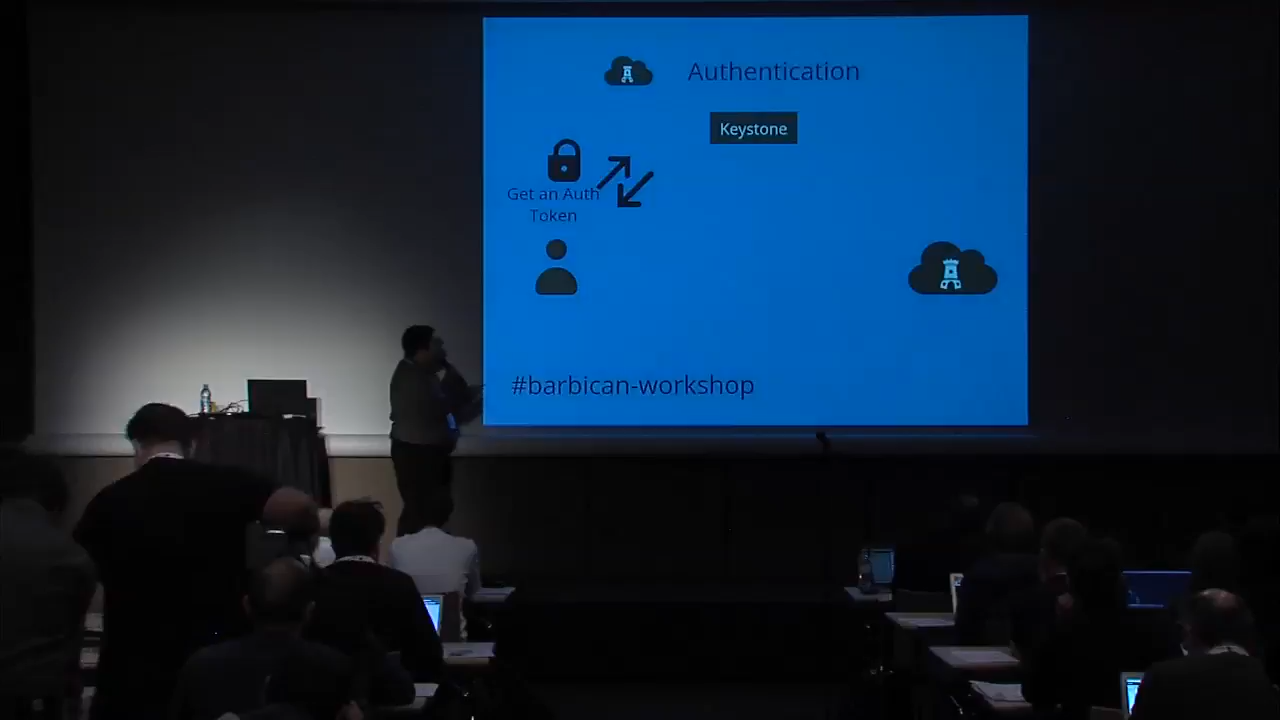 Authentication
Keystone
Get an Auth
Token
#barbican-workshop